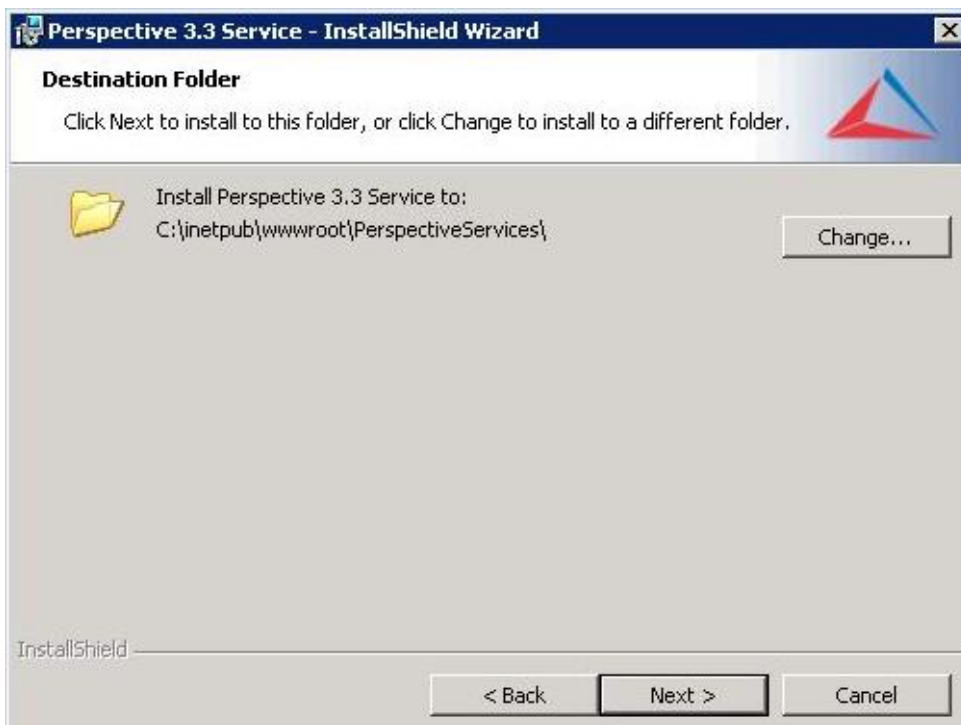 Perspective 3.3 Service - InstallShield Wizard
Destination Folder
Click Next to install to this folder, or click Change to install to a different folder.
Install Perspective 3.3 Service to:
C:\inetpub\wwwroot\PerspectiveServices\
Change...
InstallShield
< Back
Next >
Cancel